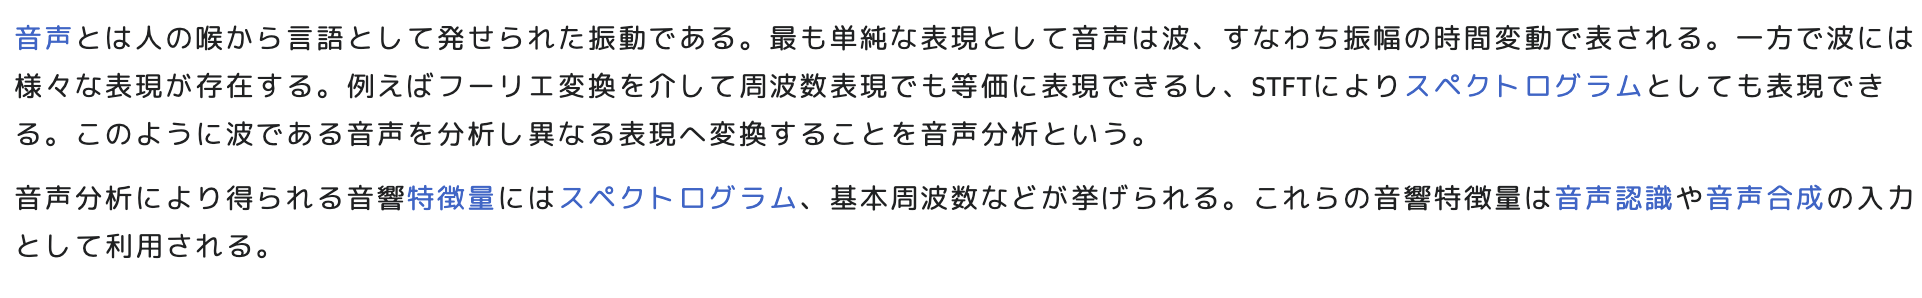 音声とは人の喉から言語として発せられた振動である。最も単純な表現として音声は波、すなわち振幅の時間変動で表される。一方で波には
様々な表現が存在する。例えばフーリエ変換を介して周波数表現でも等価に表現できるし、STFTによりスペクトログラムとしても表現でき
る。このように波である音声を分析し異なる表現へ変換することを音声分析という。
音声分析により得られる音響特徴量にはスペクトログラム、基本周波数などが挙げられる。これらの音響特徴量は音声認識や音声合成の入力
として利用される。